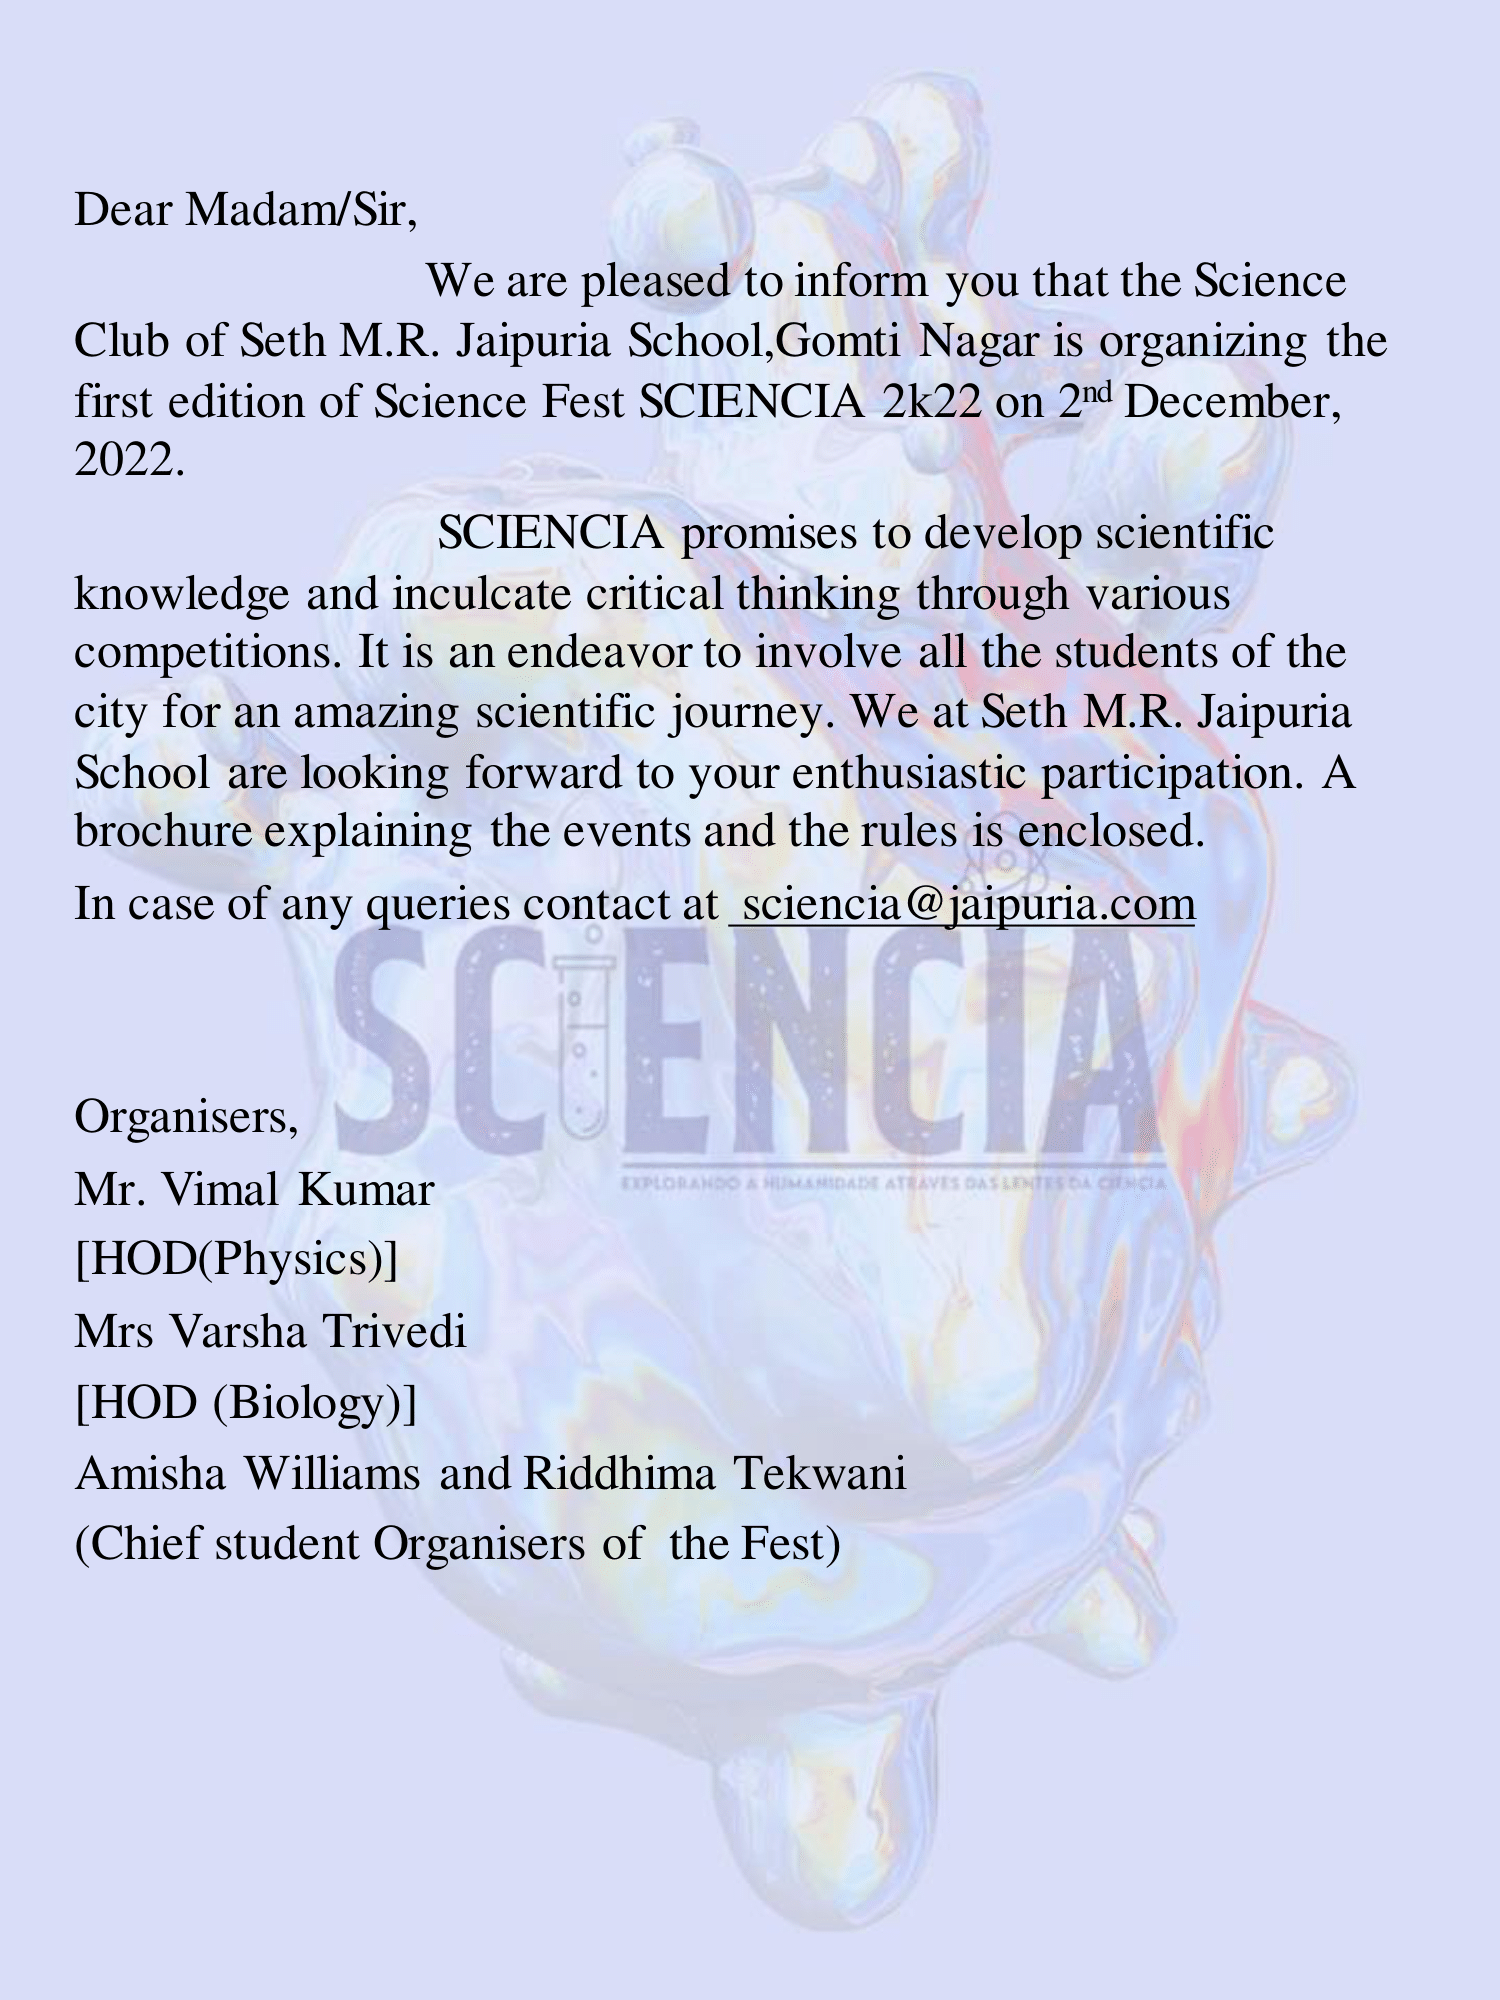 Dear Madam/Sir,
We are pleased to inform you that the Science
Club of Seth M.R. Jaipuria School,Gomti Nagar is organizing the
first edition of Science Fest SCIENCIA 2k22 on 2nd December,
2022.
SCIENCIA promises to develop scientific
knowledge and inculcate critical thinking through various
competitions. It is an endeavor to involve all the students of the
city for an amazing scientific journey. We at Seth M.R. Jaipuria
School are looking forward to your enthusiastic participation. A
brochure explaining the events and the rules is enclosed.
In case of any queries contact at sciencia@jaipuria.com
SCIENCIA
EXPLORANDO A HUMANIDADE ATRAVES DAS LENTES DA CIENCIA
Organisers,
Mr. Vimal Kumar
[HOD(Physics)]
Mrs Varsha Trivedi
[HOD (Biology)]
Amisha Williams and Riddhima Tekwani
(Chief student Organisers of the Fest)